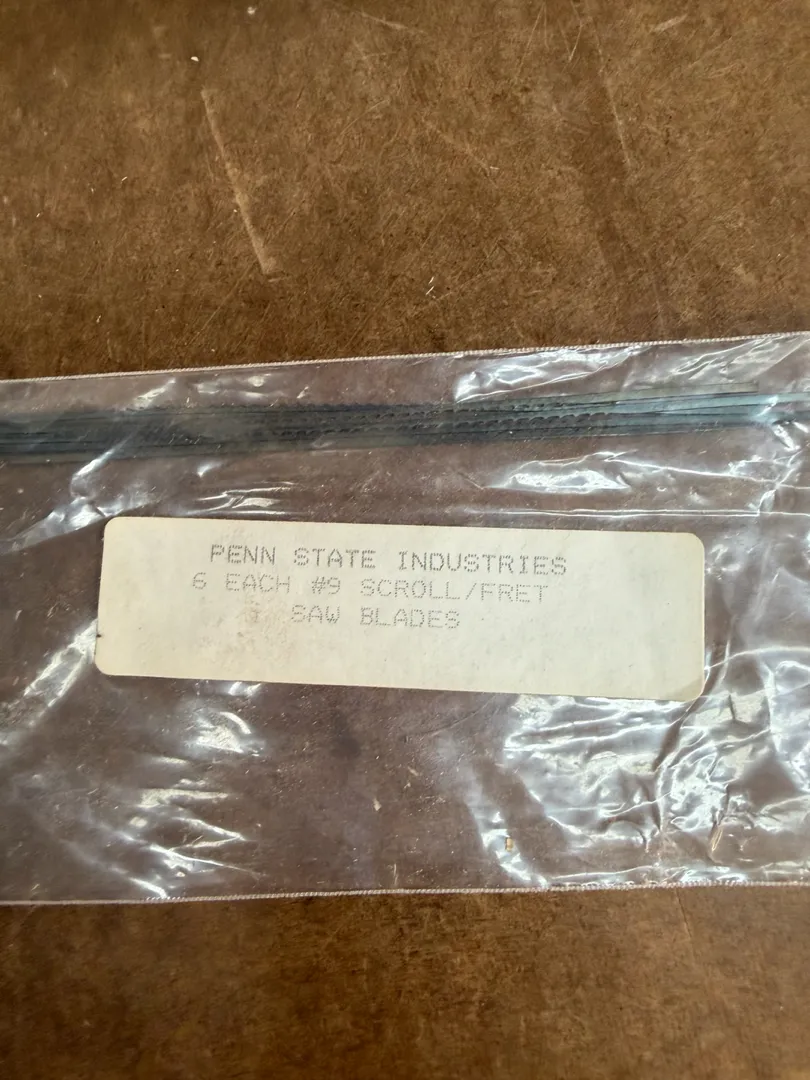 PENN STATE INDUSTRIES
6 EACH #9 SCROLL/FRET
SAW BLADES